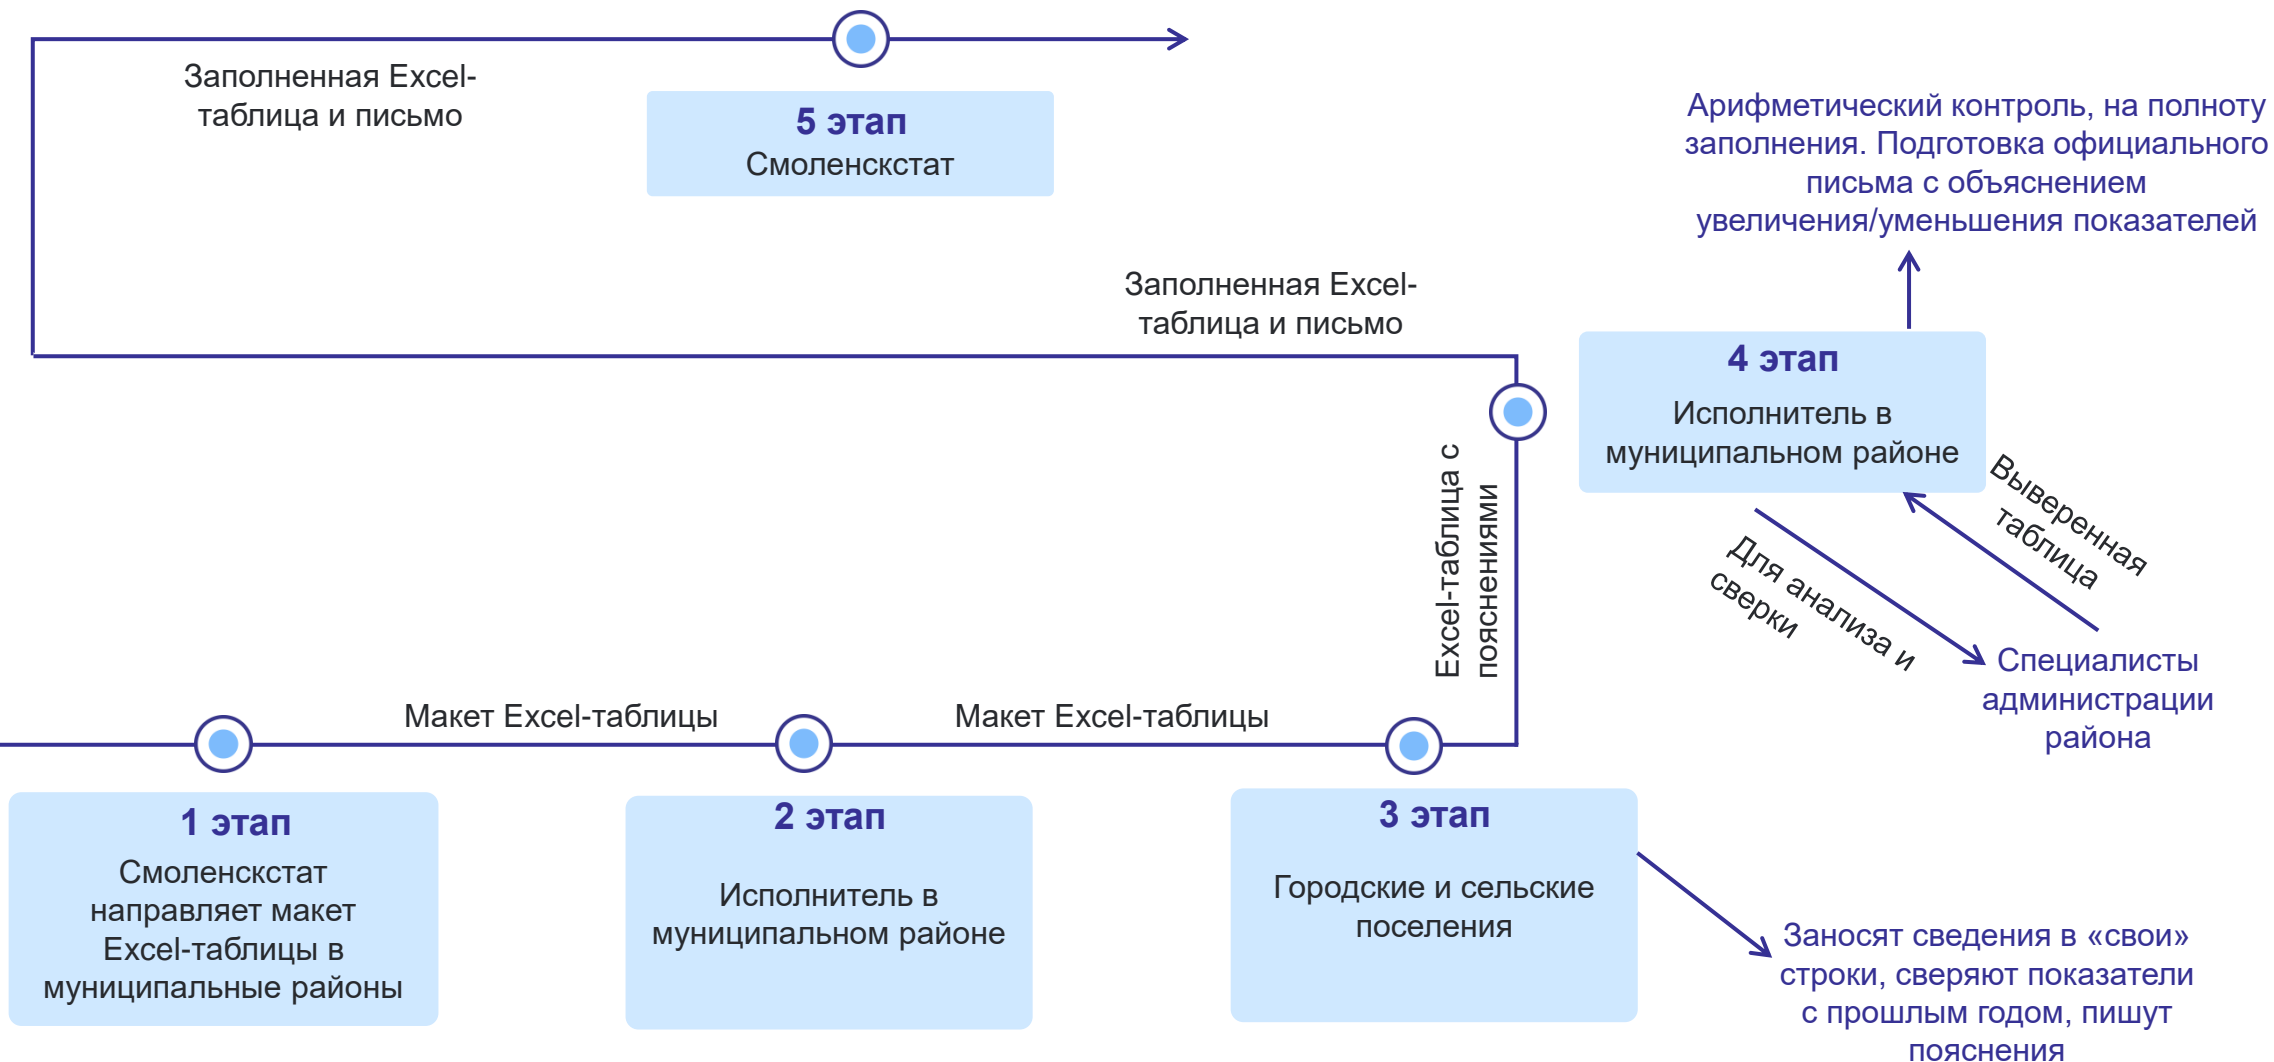 Заполненная Excel-
таблица и письмо
5 этап
Смоленскстат
Арифметический контроль, на полноту
заполнения. Подготовка официального
письма с объяснением
увеличения/уменьшения показателей
Заполненная Excel-
таблица и письмо
4 этап
Исполнитель в
муниципальном районе
Excel-таблица с
пояснениями
Выверенная
таблица
Для анализа и
сверки
Специалисты
администрации
района
Макет Excel-таблицы
Макет Excel-таблицы
1 этап
Смоленскстат
направляет макет
Excel-таблицы в
муниципальные районы
2 этап
Исполнитель в
муниципальном районе
3 этап
Городские и сельские
поселения
Заносят сведения в «свои»
строки, сверяют показатели
с прошлым годом, пишут
пояснения